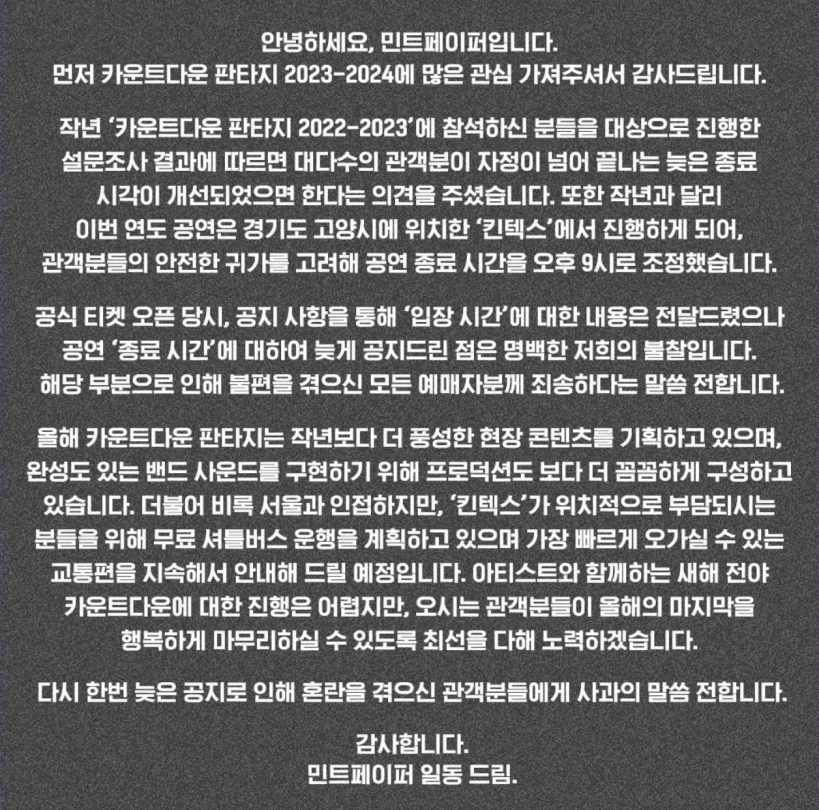 안녕하세요, 민트페이퍼입니다.
먼저 카운트다운 판타지 2023-2024에 많은 관심 가져주셔서 감사드립니다.
작년 ‘카운트다운 판타지 2022-2023’에 참석하신 분들을 대상으로 진행한
설문조사 결과에 따르면 대다수의 관객분이 자정이 넘어 끝나는 늦은 종료
시각이 개선되었으면 한다는 의견을 주셨습니다. 또한 작년과 달리
이번 연도 공연은 경기도 고양시에 위치한 ‘킨텍스’에서 진행하게 되어,
관객분들의 안전한 귀가를 고려해 공연 종료 시간을 오후 9시로 조정했습니다.
공식 티켓 오픈 당시, 공지 사항을 통해 ‘입장 시간’에 대한 내용은 전달드렸으나
공연 ‘종료 시간’에 대하여 늦게 공지드린 점은 명백한 저희의 불찰입니다.
해당 부분으로 인해 불편을 겪으신 모든 예매자분께 죄송하다는 말씀 전합니다.
올해 카운트다운 판타지는 작년보다 더 풍성한 현장 콘텐츠를 기획하고 있으며,
완성도 있는 밴드 사운드를 구현하기 위해 프로덕션도 보다 더 꼼꼼하게 구성하고
있습니다. 더불어 비록 서울과 인접하지만, ‘킨텍스’가 위치적으로 부담되시는
분들을 위해 무료 셔틀버스 운행을 계획하고 있으며 가장 빠르게 오가실 수 있는
교통편을 지속해서 안내해 드릴 예정입니다. 아티스트와 함께하는 새해 전야
카운트다운에 대한 진행은 어렵지만, 오시는 관객분들이 올해의 마지막을
행복하게 마무리하실 수 있도록 최선을 다해 노력하겠습니다.
다시 한번 늦은 공지로 인해 혼란을 겪으신 관객분들에게 사과의 말씀 전합니다.
감사합니다.
민트페이퍼 일동 드림.